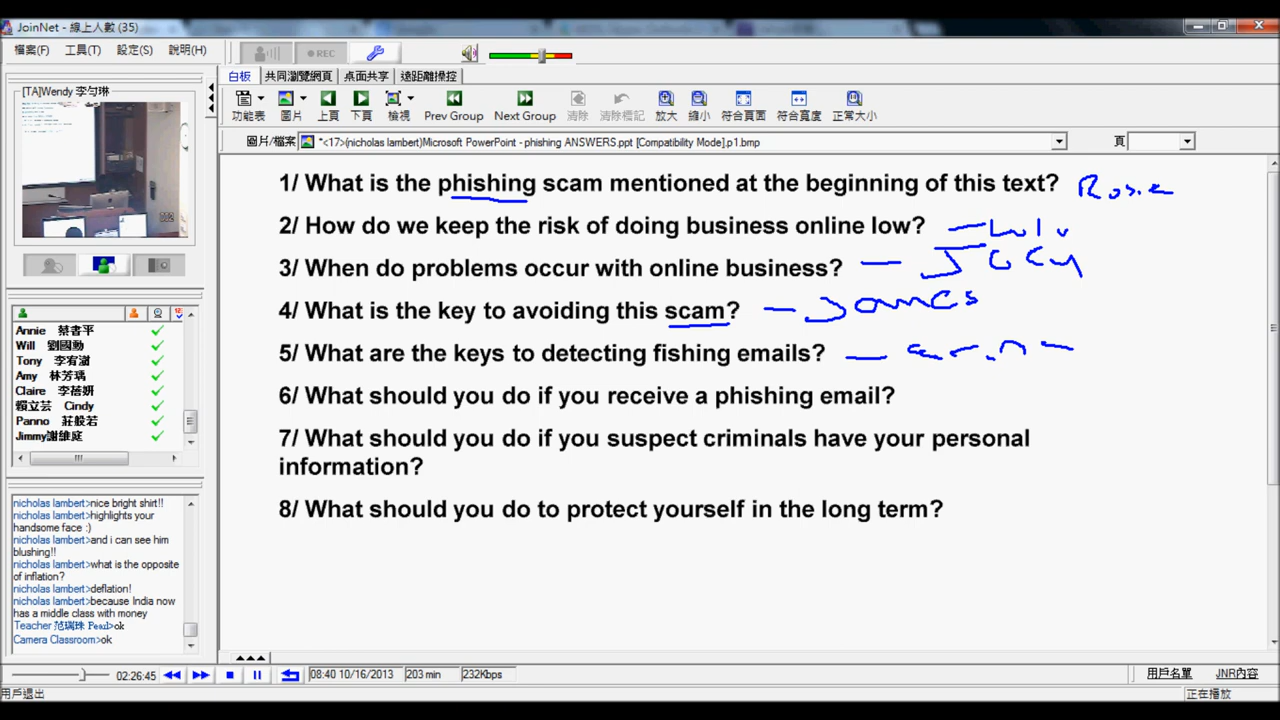 JoinNet - 線上人數 (35)
檔案(F) 工具(T) 設定(S) 說明(H)
REC
[TA]Wendy 李勻琳
白板 共同瀏覽網頁 桌面共享 遠距離操控
功能表 圖片 上頁 下頁 檢視 Prev Group Next Group 清除 清除標記 放大 縮小 符合頁面 符合寬度 正常大小
圖片/檔案 *<17>(nicholas lambert)Microsoft PowerPoint - phishing ANSWERS.ppt [Compatibility Mode].p1.bmp 頁
1/ What is the phishing scam mentioned at the beginning of this text? Rosie
2/ How do we keep the risk of doing business online low? – Lulu
3/ When do problems occur with online business? –
4/ What is the key to avoiding this scam? – James
5/ What are the keys to detecting fishing emails? –
6/ What should you do if you receive a phishing email?
7/ What should you do if you suspect criminals have your personal
information?
8/ What should you do to protect yourself in the long term?
Annie 蔡書平
Will 劉國勳
Tony 李宥澍
Amy 林芳瑀
Claire 李蓓妍
賴立芸 Cindy
Panno 莊般若
Jimmy謝維庭
nicholas lambert>nice bright shirt!!
nicholas lambert>highlights your
handsome face :)
nicholas lambert>and i can see him
blushing!!
nicholas lambert>what is the opposite
of inflation?
nicholas lambert>deflation!
nicholas lambert>because India now
has a middle class with money
Teacher 范瑞珠 Pearl>ok
Camera Classroom>ok
02:26:45 08:40 10/16/2013 203 min 232Kbps 用戶名單 JNR內容
用戶退出 正在播放